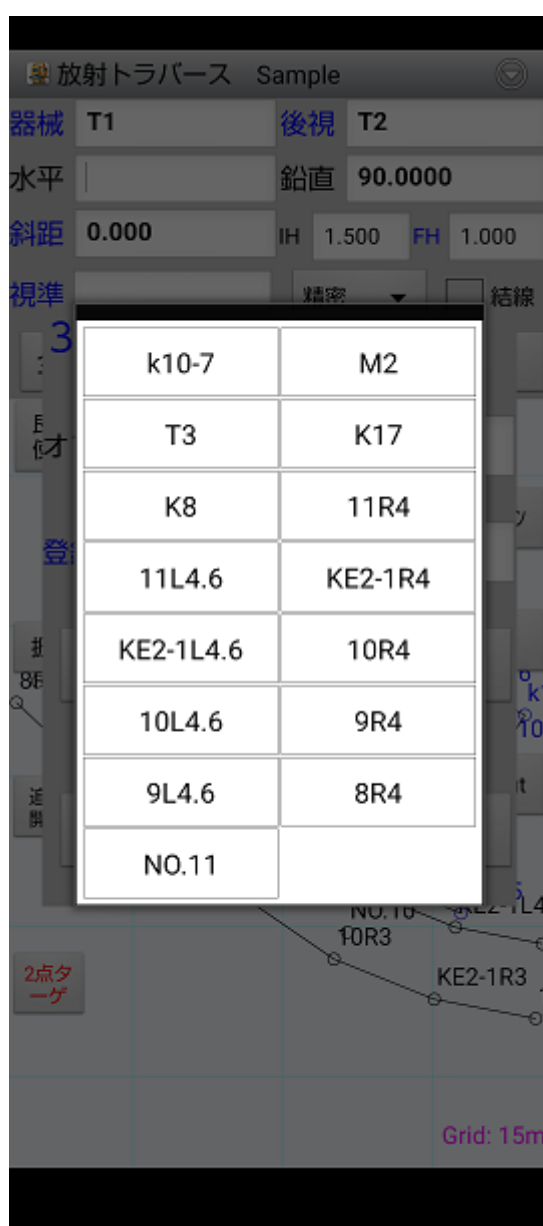 放射トラバース Sample
器械 T1 後視 T2
水平 鉛直 90.0000
斜距 0.000 IH 1.500 FH 1.000
視準 精密 結線
3
k10-7 M2
T3 K17
K8 11R4
11L4.6 KE2-1R4
KE2-1L4.6 10R4
10L4.6 9R4
9L4.6 8R4
NO.11
10R3
KE2-1R3
2点タ
ーゲ
Grid: 15m